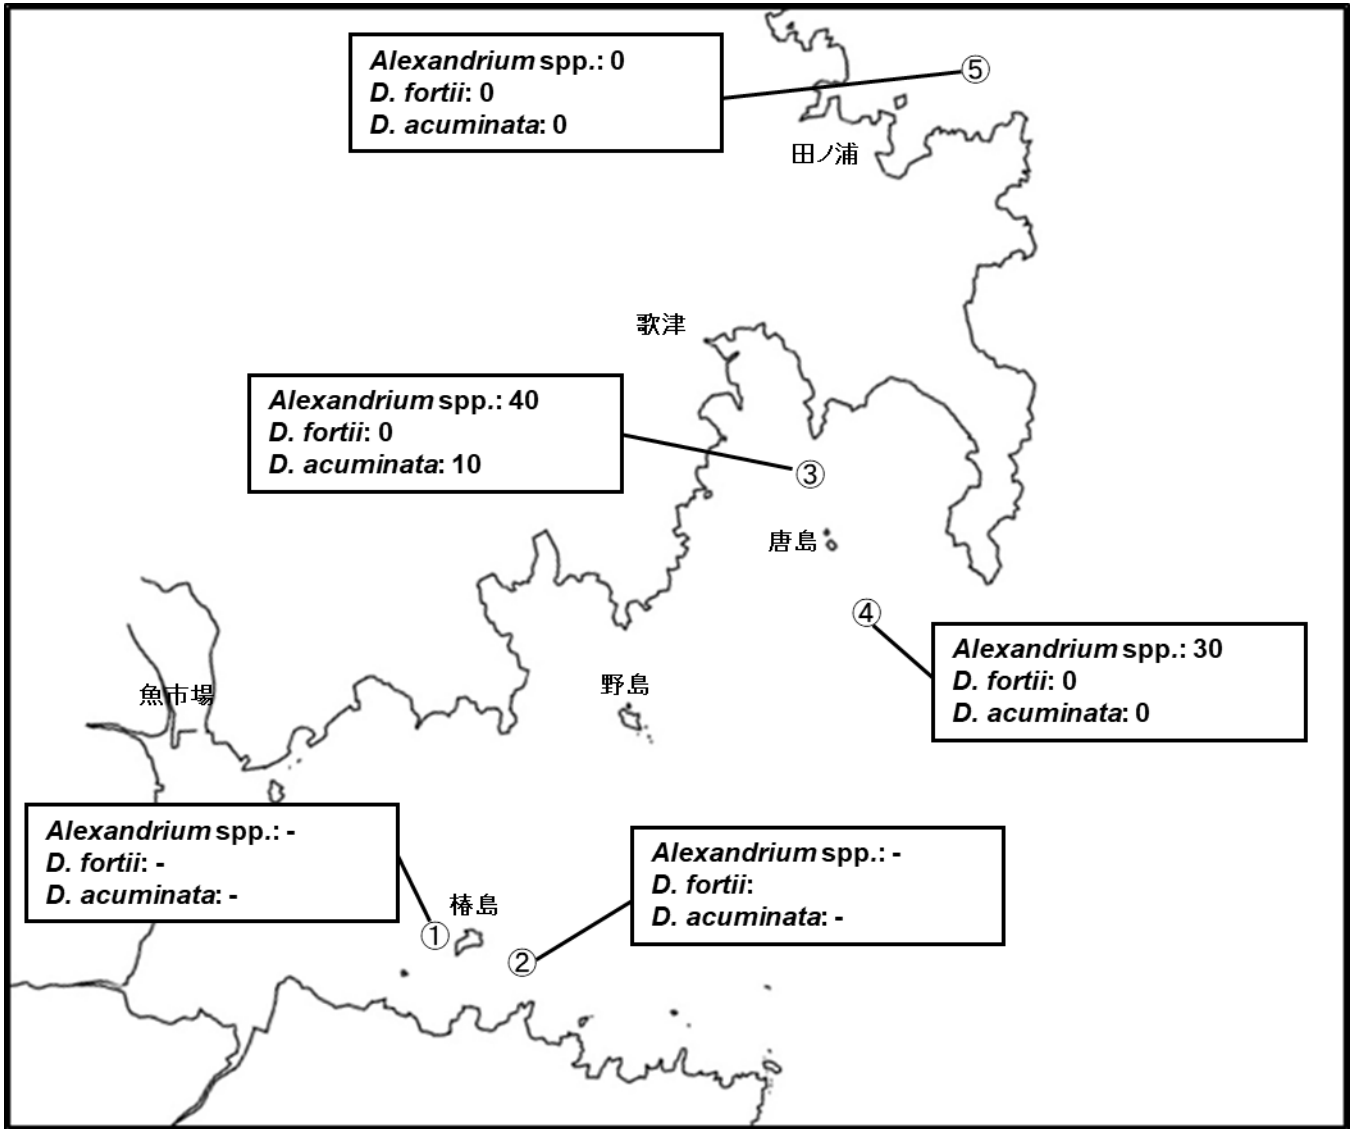 Alexandrium spp.: 0
D. fortii: 0
D. acuminata: 0
⑤
田ノ浦
歌津
Alexandrium spp.: 40
D. fortii: 0
D. acuminata: 10
③
唐島
④
Alexandrium spp.: 30
D. fortii: 0
D. acuminata: 0
野島
魚市場
Alexandrium spp.: -
D. fortii: -
D. acuminata: -
①
椿島
②
Alexandrium spp.: -
D. fortii:
D. acuminata: -